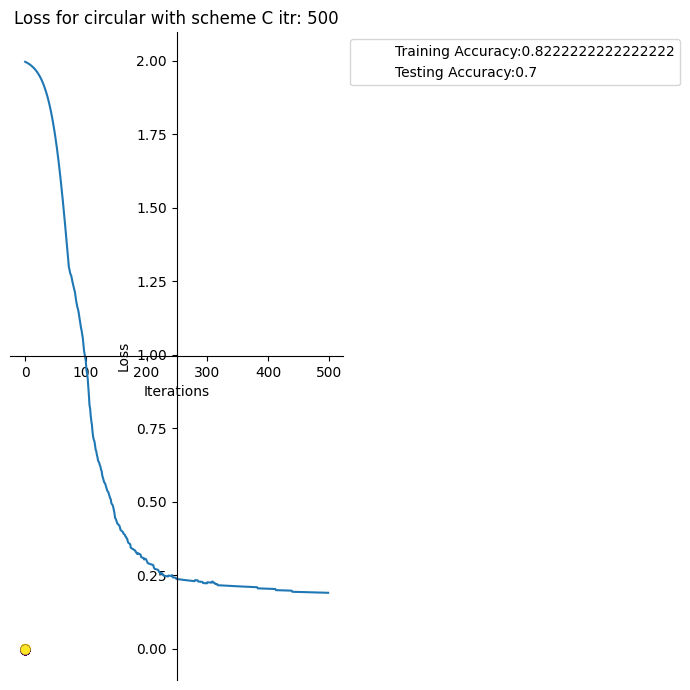 Loss for circular with scheme C itr: 500
Training Accuracy:0.8222222222222222
Testing Accuracy:0.7
2.00
1.75
1.50
1.25
1.00
Loss
0 100 200 300 400 500
Iterations
0.75
0.50
0.25
0.00